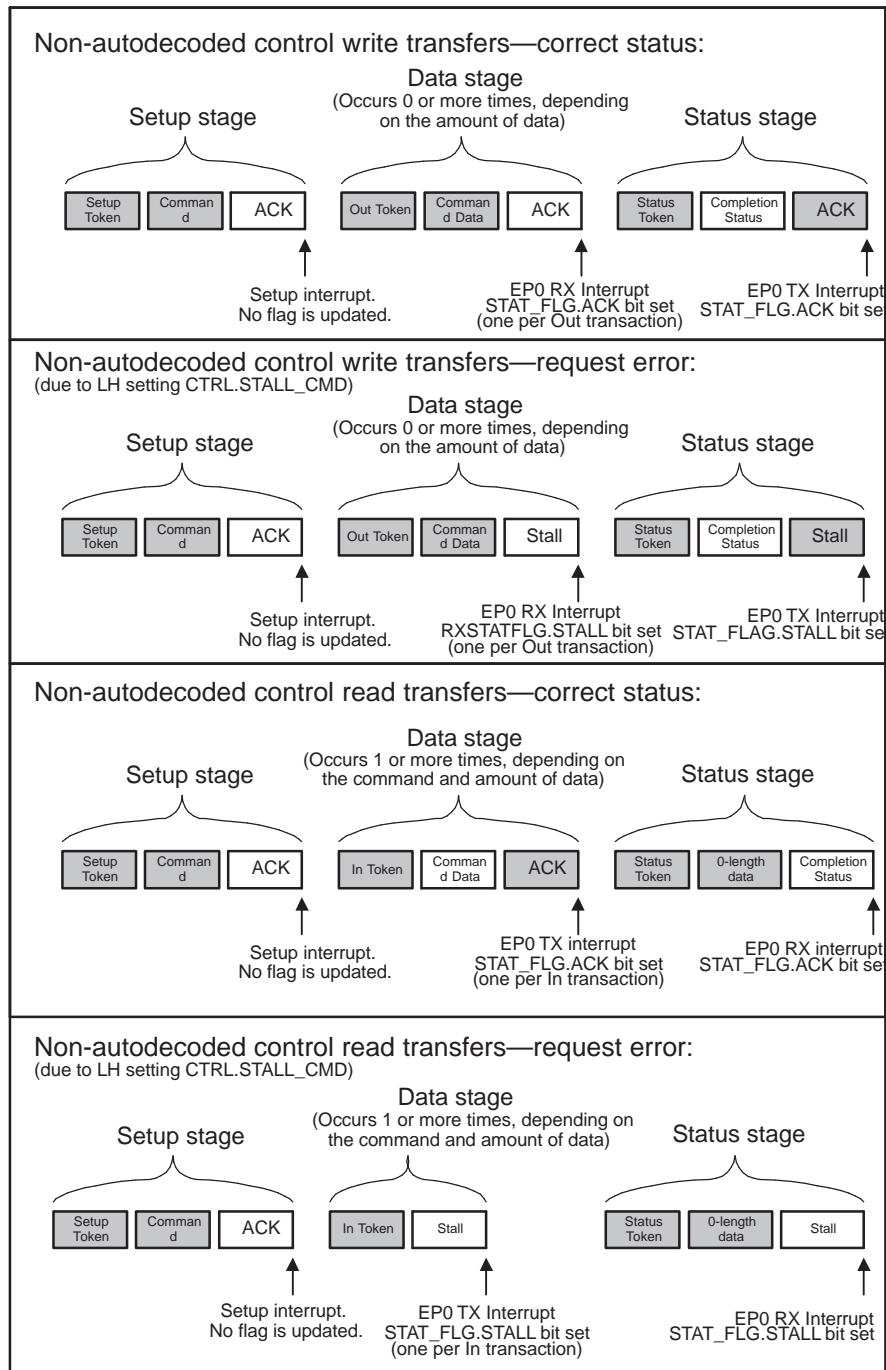 Non-autodecoded control write transfers—correct status:
Data stage
(Occurs 0 or more times, depending
on the amount of data)
Setup stage
Status stage
Setup
Token
Comman
d
ACK
Out Token
Comman
d Data
ACK
Status
Token
Completion
Status
ACK
Setup interrupt.
No flag is updated.
EP0 RX Interrupt
STAT_FLG.ACK bit set
(one per Out transaction)
EP0 TX Interrupt
STAT_FLG.ACK bit set
Non-autodecoded control write transfers—request error:
(due to LH setting CTRL.STALL_CMD)
Data stage
(Occurs 0 or more times, depending
on the amount of data)
Setup stage
Status stage
Setup
Token
Comman
d
ACK
Out Token
Comman
d Data
Stall
Status
Token
Completion
Status
Stall
Setup interrupt.
No flag is updated.
EP0 RX Interrupt
RXSTATFLG.STALL bit set
(one per Out transaction)
EP0 TX Interrupt
STAT_FLAG.STALL bit set
Non-autodecoded control read transfers—correct status:
Data stage
(Occurs 1 or more times, depending on
the command and amount of data)
Setup stage
Status stage
Setup
Token
Comman
d
ACK
In Token
Comman
d Data
ACK
Status
Token
0-length
data
Completion
Status
Setup interrupt.
No flag is updated.
EP0 TX interrupt
STAT_FLG.ACK bit set
(one per In transaction)
EP0 RX interrupt
STAT_FLG.ACK bit set
Non-autodecoded control read transfers—request error:
(due to LH setting CTRL.STALL_CMD)
Data stage
(Occurs 1 or more times, depending on
the command and amount of data)
Setup stage
Status stage
Setup
Token
Comman
d
ACK
In Token
Stall
Status
Token
0-length
data
Stall
Setup interrupt.
No flag is updated.
EP0 TX Interrupt
STAT_FLG.STALL bit set
(one per In transaction)
EP0 RX Interrupt
STAT_FLG.STALL bit set